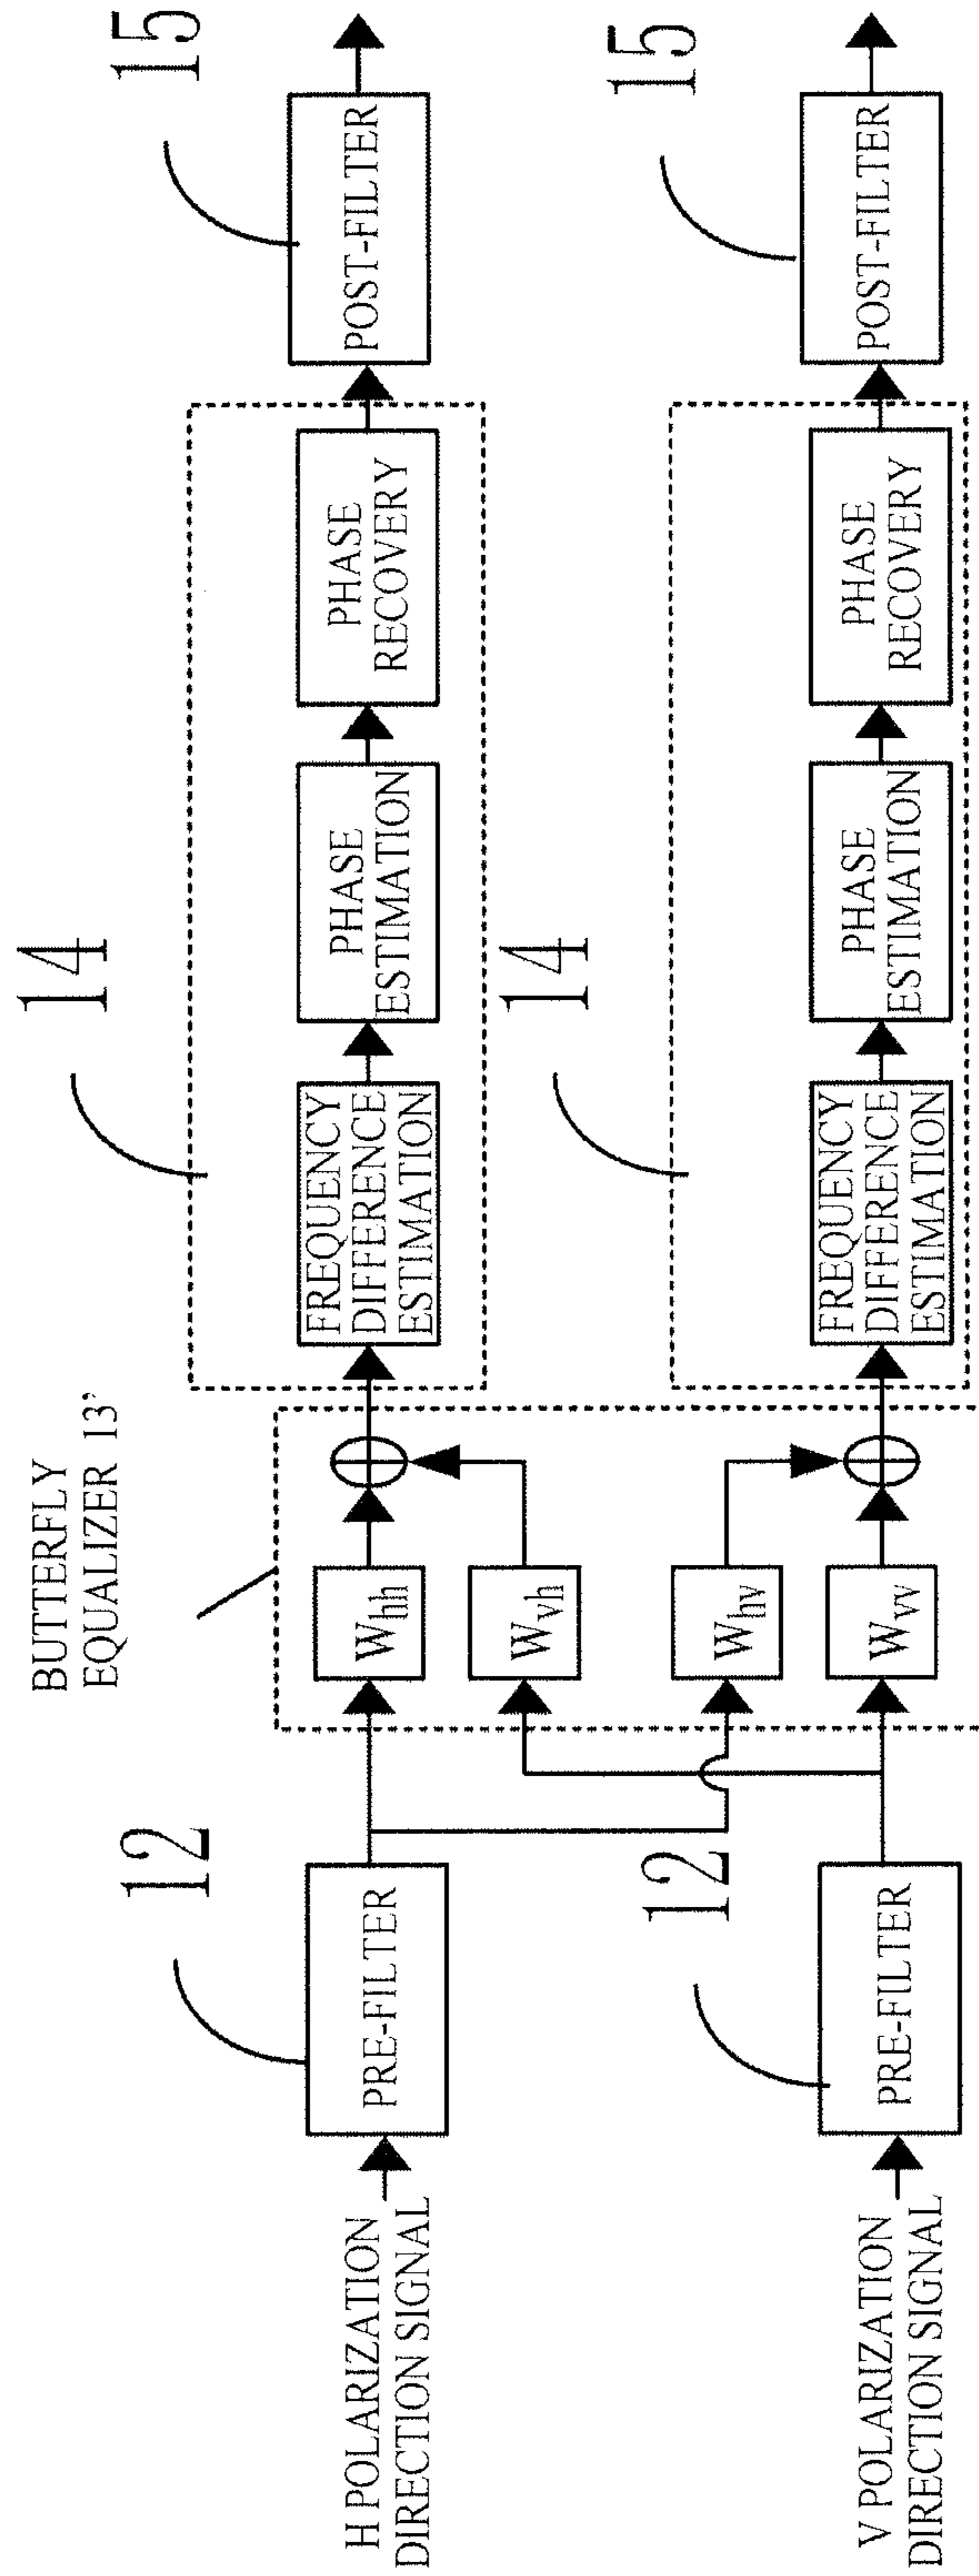 H POLARIZATION
DIRECTION SIGNAL
PRE-FILTER
12
BUTTERFLY
EQUALIZER 13'
Whh
Wvh
14
FREQUENCY
DIFFERENCE
ESTIMATION
PHASE
ESTIMATION
PHASE
RECOVERY
POST-FILTER
15
V POLARIZATION
DIRECTION SIGNAL
PRE-FILTER
12
Whv
Wvv
14
FREQUENCY
DIFFERENCE
ESTIMATION
PHASE
ESTIMATION
PHASE
RECOVERY
POST-FILTER
15